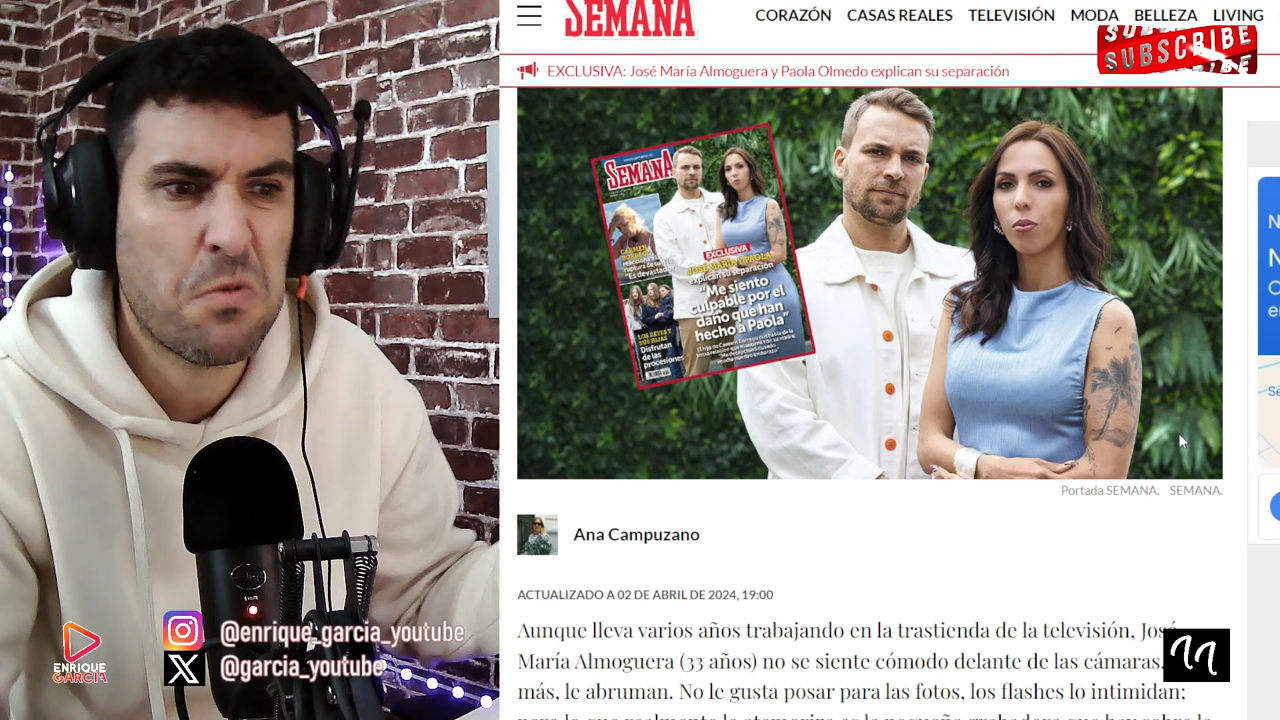 SEMANA
CORAZÓN CASAS REALES TELEVISIÓN MODA BELLEZA LIVING
SUBSCRIBE
EXCLUSIVA: José María Almoguera y Paola Olmedo explican su separación
SEMANA
EXCLUSIVA
JOSÉ MARÍA Y PAOLA
explican su separación
"Me siento
culpable por el
daño que han
hecho a Paola"
LOS REYES Y
SUS HIJAS
Disfrutan
de las
procesiones
Portada SEMANA. SEMANA.
Ana Campuzano
ACTUALIZADO A 02 DE ABRIL DE 2024, 19:00
Aunque lleva varios años trabajando en la trastienda de la televisión, José
María Almoguera (33 años) no se siente cómodo delante de las cámaras.
más, le abruman. No le gusta posar para las fotos, los flashes lo intimidan;
@enrique_garcia_youtube
@garcia_youtube
ENRIQUE
GARCIA